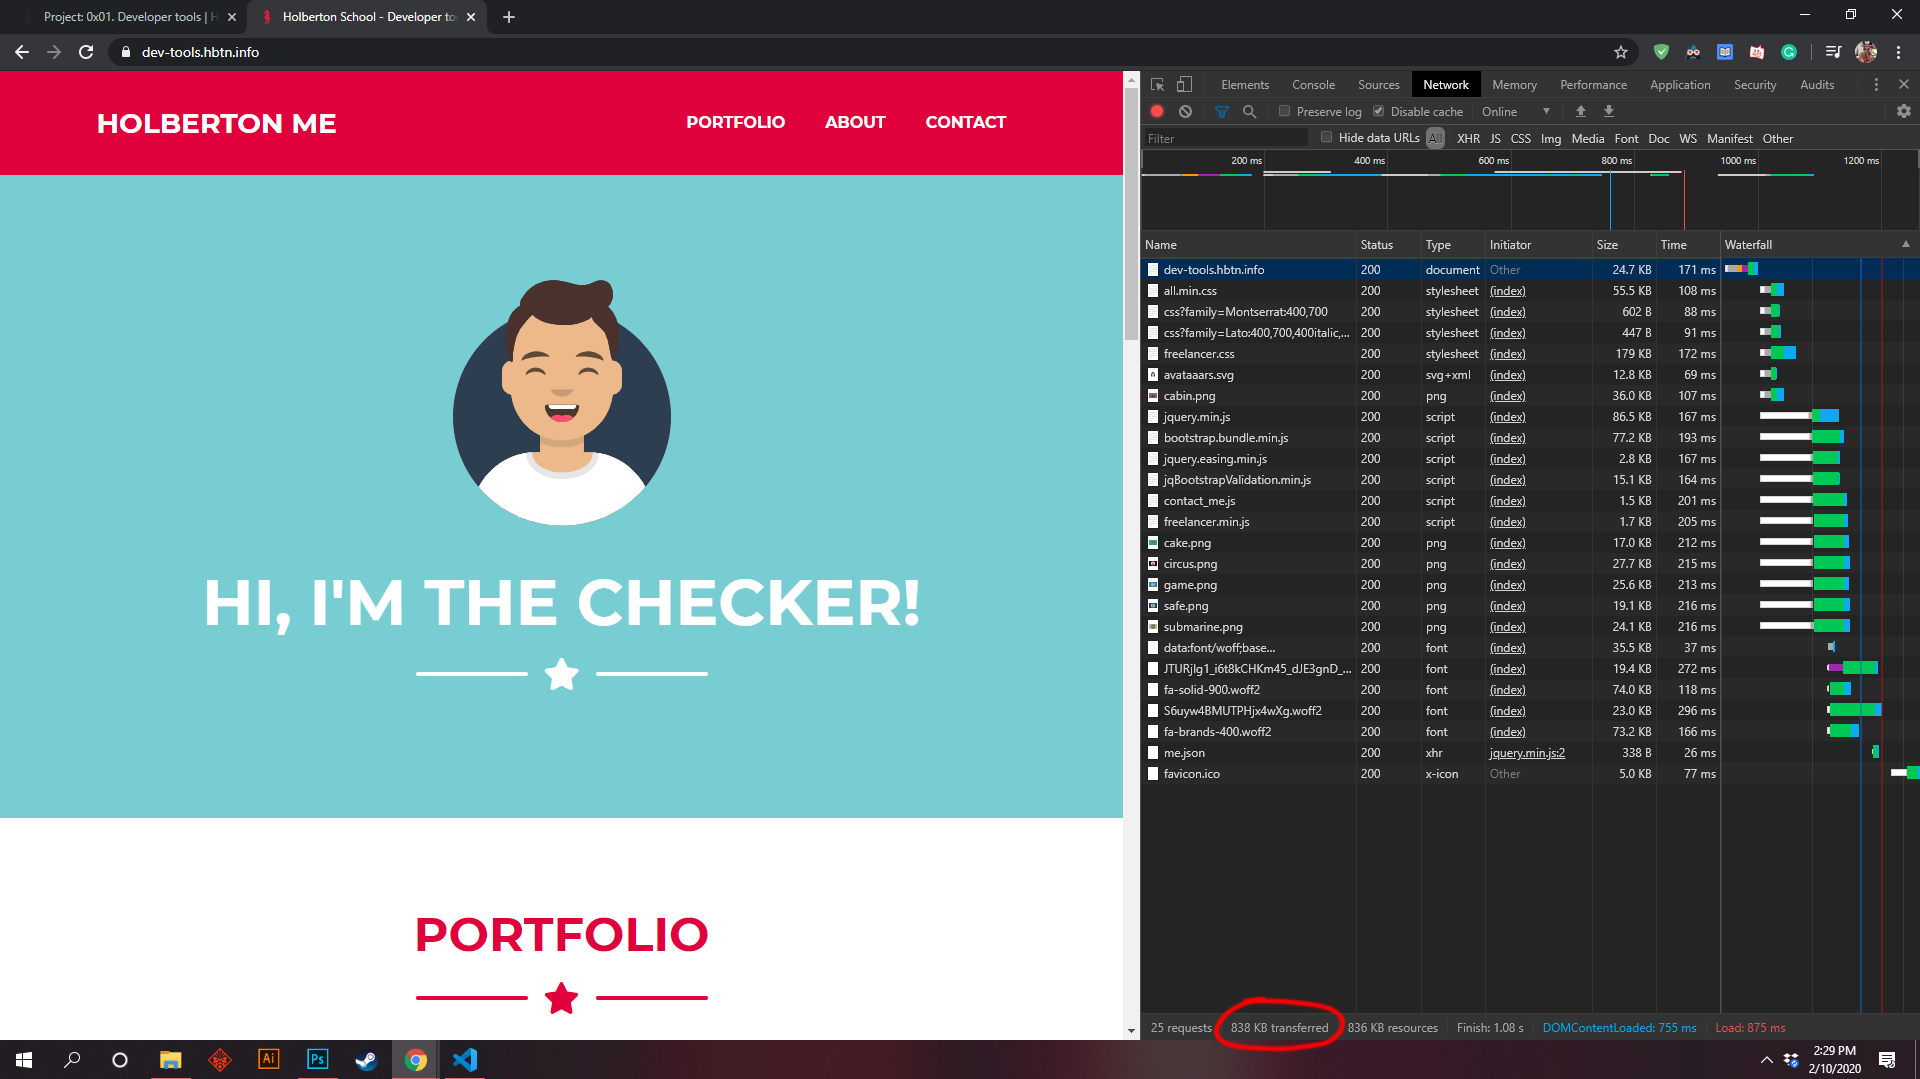 Project: 0x01. Developer tools | H
Holberton School - Developer to
dev-tools.hbtn.info
HOLBERTON ME
PORTFOLIO ABOUT CONTACT
HI, I'M THE CHECKER!
PORTFOLIO
Elements Console Sources Network Memory Performance Application Security Audits
Preserve log Disable cache Online
Filter Hide data URLs All XHR JS CSS Img Media Font Doc WS Manifest Other
200 ms 400 ms 600 ms 800 ms 1000 ms 1200 ms
Name Status Type Initiator Size Time Waterfall
dev-tools.hbtn.info 200 document Other 24.7 KB 171 ms
all.min.css 200 stylesheet (index) 55.5 KB 108 ms
css?family=Montserrat:400,700 200 stylesheet (index) 602 B 88 ms
css?family=Lato:400,700,400italic,... 200 stylesheet (index) 447 B 91 ms
freelancer.css 200 stylesheet (index) 179 KB 172 ms
avataaars.svg 200 svg+xml (index) 12.8 KB 69 ms
cabin.png 200 png (index) 36.0 KB 107 ms
jquery.min.js 200 script (index) 86.5 KB 167 ms
bootstrap.bundle.min.js 200 script (index) 77.2 KB 193 ms
jquery.easing.min.js 200 script (index) 2.8 KB 167 ms
jqBootstrapValidation.min.js 200 script (index) 15.1 KB 164 ms
contact_me.js 200 script (index) 1.5 KB 201 ms
freelancer.min.js 200 script (index) 1.7 KB 205 ms
cake.png 200 png (index) 17.0 KB 212 ms
circus.png 200 png (index) 27.7 KB 215 ms
game.png 200 png (index) 25.6 KB 213 ms
safe.png 200 png (index) 19.1 KB 216 ms
submarine.png 200 png (index) 24.1 KB 216 ms
data:font/woff;base... 200 font (index) 35.5 KB 37 ms
JTURjIg1_i6t8kCHKm45_dJE3gnD_... 200 font (index) 19.4 KB 272 ms
fa-solid-900.woff2 200 font (index) 74.0 KB 118 ms
S6uyw4BMUTPHjx4wXg.woff2 200 font (index) 23.0 KB 296 ms
fa-brands-400.woff2 200 font (index) 73.2 KB 166 ms
me.json 200 xhr jquery.min.js:2 338 B 26 ms
favicon.ico 200 x-icon Other 5.0 KB 77 ms
25 requests 838 KB transferred 836 KB resources Finish: 1.08 s DOMContentLoaded: 755 ms Load: 875 ms
Ai Ps
2:29 PM
2/10/2020